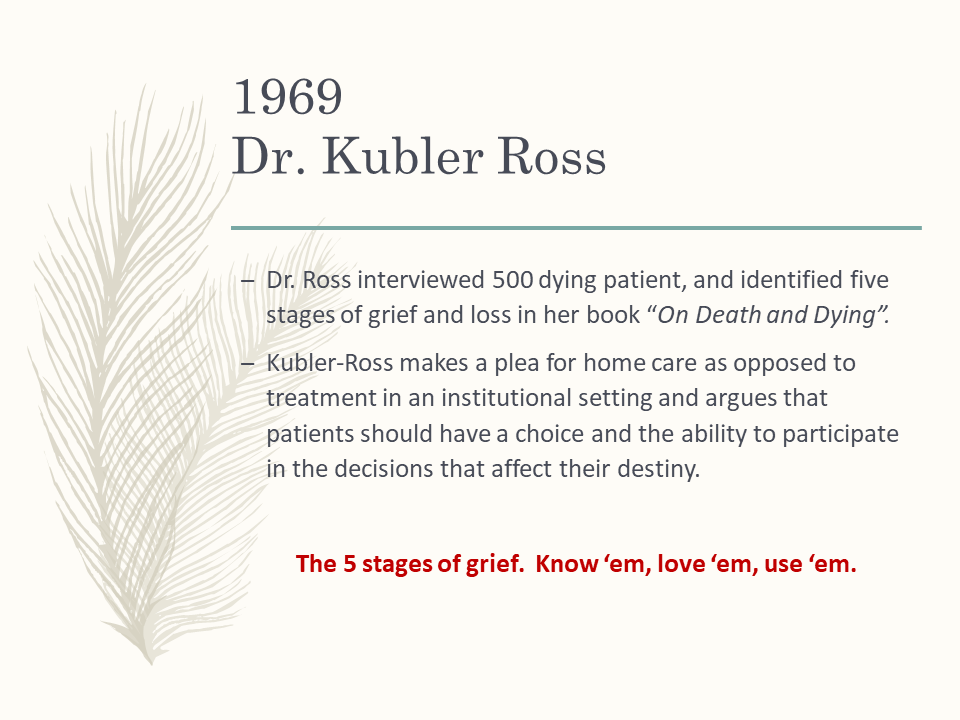 1969
Dr. Kubler Ross
– Dr. Ross interviewed 500 dying patient, and identified five
stages of grief and loss in her book “On Death and Dying”.
– Kubler-Ross makes a plea for home care as opposed to
treatment in an institutional setting and argues that
patients should have a choice and the ability to participate
in the decisions that affect their destiny.
The 5 stages of grief.  Know ‘em, love ‘em, use ‘em.